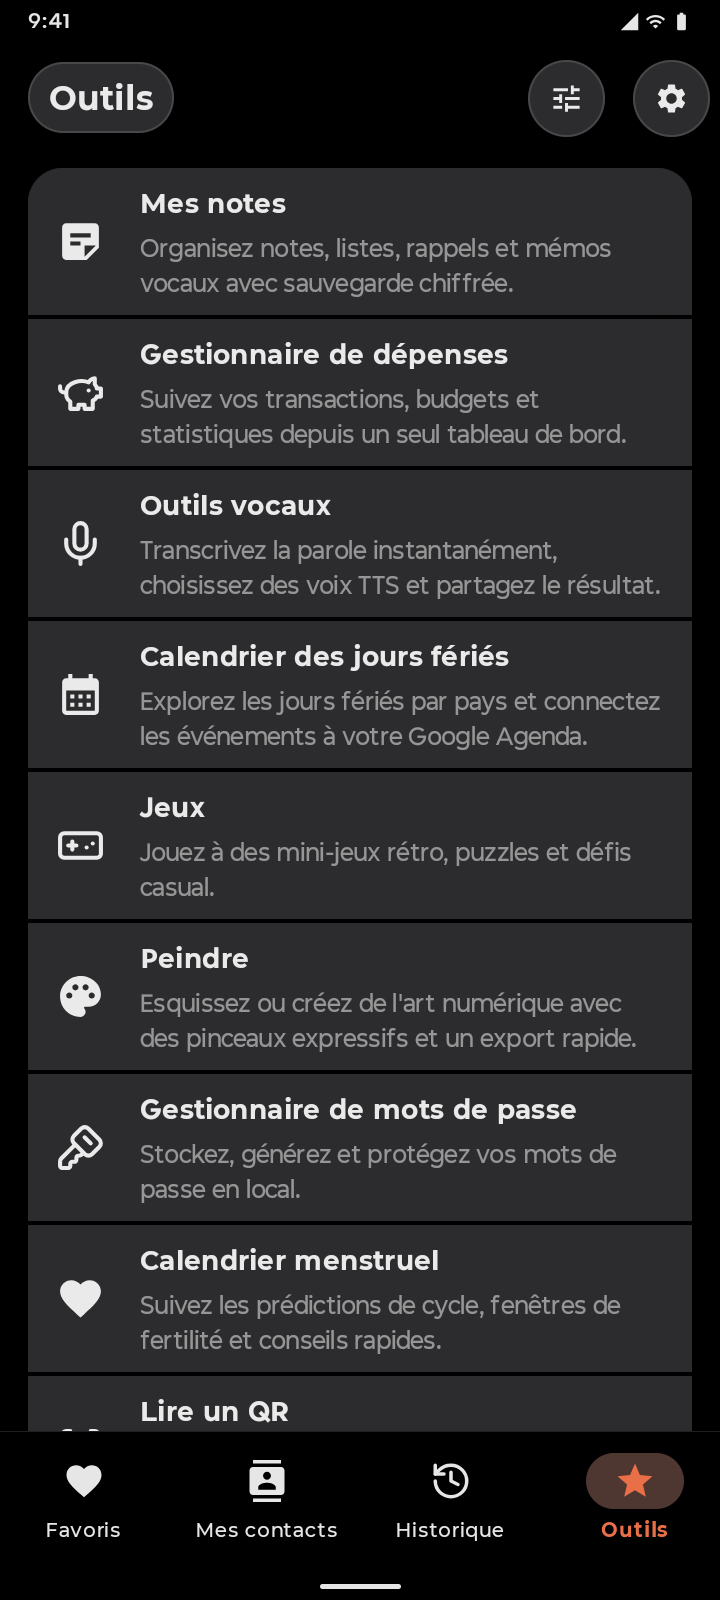 9:41
Outils
Mes notes
Organisez notes, listes, rappels et mémos
vocaux avec sauvegarde chiffrée.
Gestionnaire de dépenses
Suivez vos transactions, budgets et
statistiques depuis un seul tableau de bord.
Outils vocaux
Transcrivez la parole instantanément,
choisissez des voix TTS et partagez le résultat.
Calendrier des jours fériés
Explorez les jours fériés par pays et connectez
les événements à votre Google Agenda.
Jeux
Jouez à des mini-jeux rétro, puzzles et défis
casual.
Peindre
Esquissez ou créez de l'art numérique avec
des pinceaux expressifs et un export rapide.
Gestionnaire de mots de passe
Stockez, générez et protégez vos mots de
passe en local.
Calendrier menstruel
Suivez les prédictions de cycle, fenêtres de
fertilité et conseils rapides.
Lire un QR
Favoris
Mes contacts
Historique
Outils